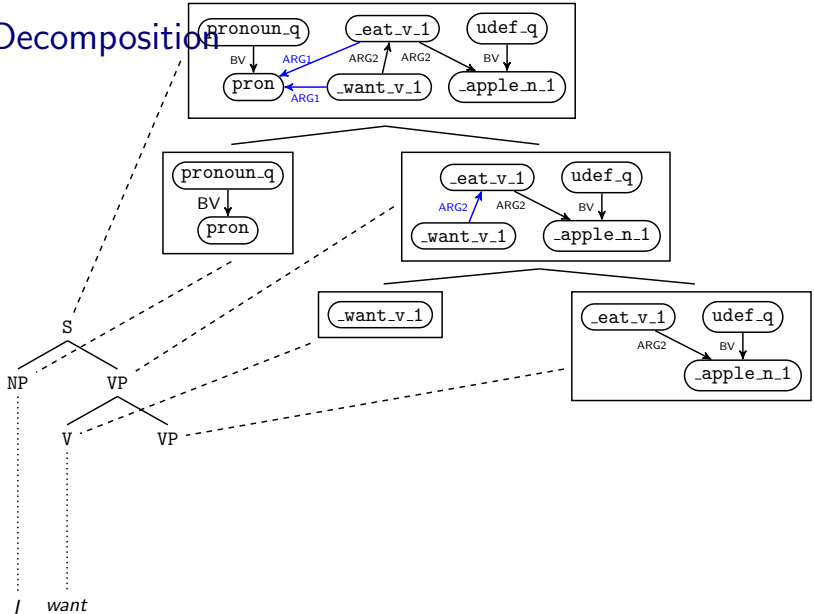 Decomposition
pronoun_q _eat_v_1 udef_q
BV ARG1 ARG2 ARG2 BV
pron _want_v_1 _apple_n_1
ARG1
pronoun_q
BV
pron
_eat_v_1 udef_q
ARG2 ARG2 BV
_want_v_1 _apple_n_1
_want_v_1
_eat_v_1 udef_q
ARG2 BV
_apple_n_1
S
NP VP
V VP
I want